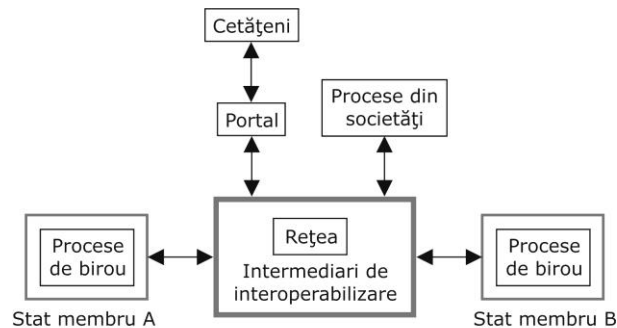 Cetăţeni
Portal
Procese din
societăţi
Procese
de birou
Stat membru A
Reţea
Intermediari de
interoperabilizare
Procese
de birou
Stat membru B